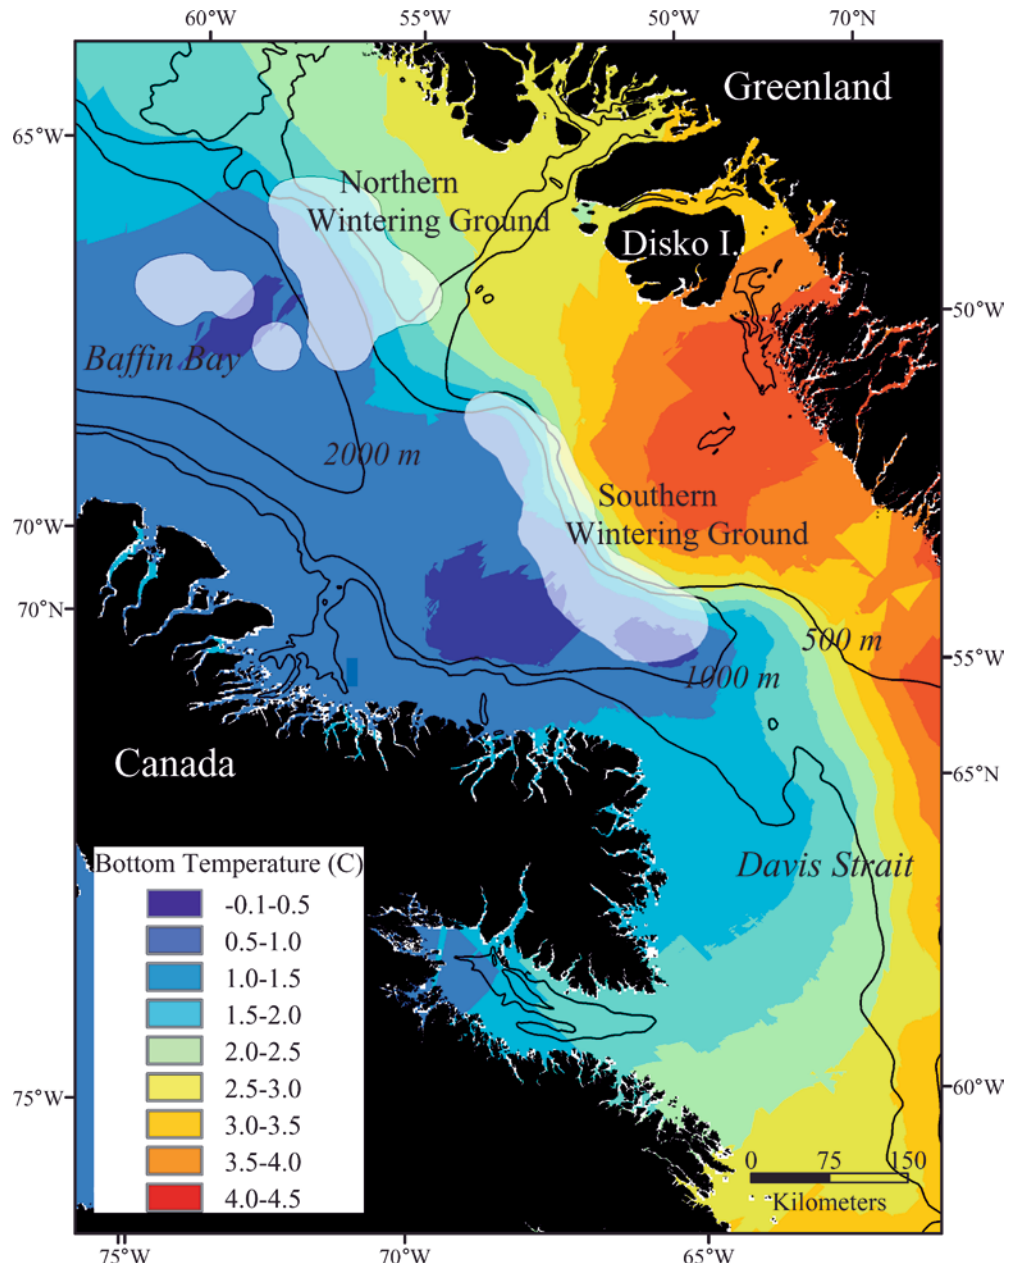 60°W 55°W 50°W 70°W
Greenland
65°W
Northern
Wintering Ground
Disko I.
50°W
Baffin Bay
2000 m
Southern
Wintering Ground
70°W
70°N
500 m
55°W
1000 m
Canada
65°N
Davis Strait
Bottom Temperature (C)
-0.1-0.5
0.5-1.0
1.0-1.5
1.5-2.0
2.0-2.5
2.5-3.0
3.0-3.5
3.5-4.0
4.0-4.5
75°W
60°W
0 75 150
Kilometers
75°W 70°W 65°W